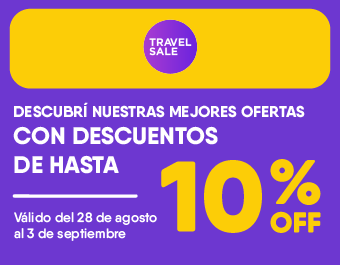 TRAVEL
SALE
DESCUBRÍ NUESTRAS MEJORES OFERTAS
CON DESCUENTOS
DE HASTA
10% OFF
Válido del 28 de agosto
al 3 de septiembre